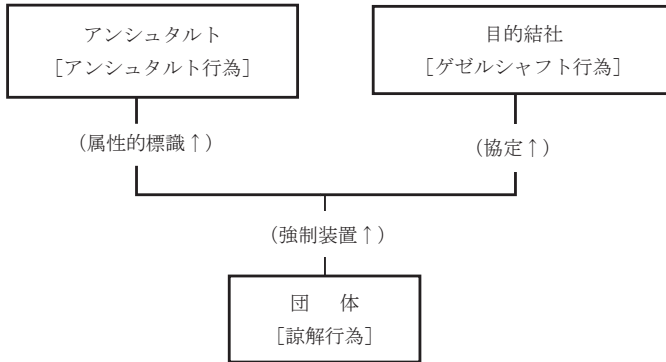 アンシュタルト
［アンシュタルト行為］
目的結社
［ゲゼルシャフト行為］
（属性的標識↑）
（協定↑）
（強制装置↑）
団　体
［諒解行為］